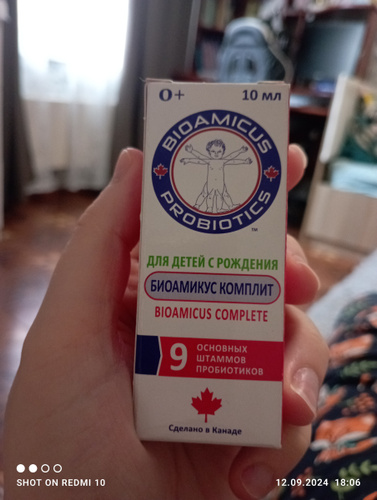 0+ 10 мл
BIOAMICUS
PROBIOTICS
™
ДЛЯ ДЕТЕЙ С РОЖДЕНИЯ
БИОАМИКУС КОМПЛИТ
BIOAMICUS COMPLETE
9 ОСНОВНЫХ
ШТАММОВ
ПРОБИОТИКОВ
Сделано в Канаде
SHOT ON REDMI 10
12.09.2024 18:06